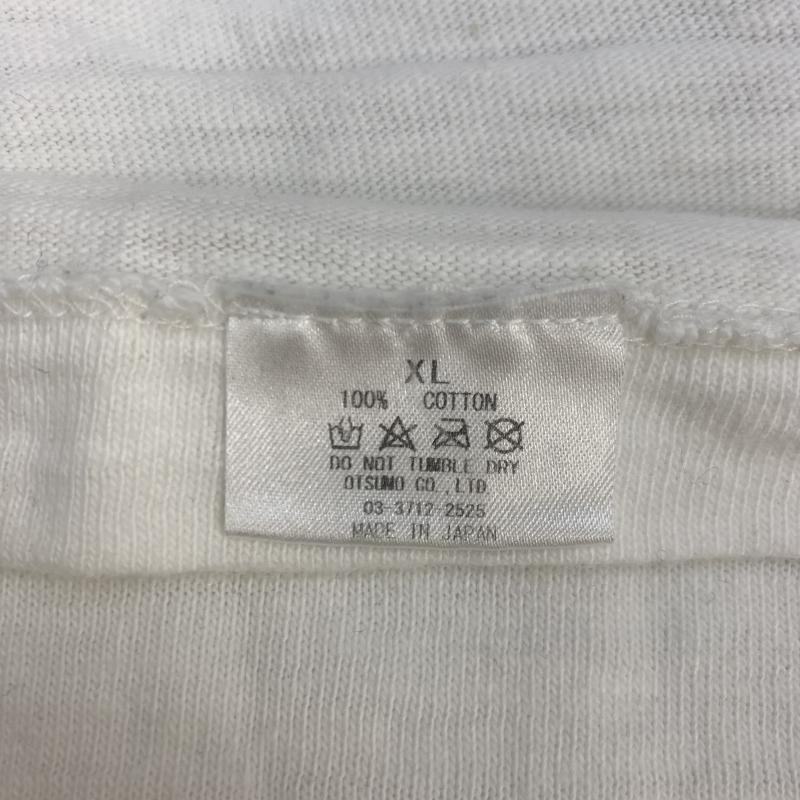 XL
100% COTTON
DO NOT TUMBLE DRY
OTSUMO CO.,LTD
03-3712-2525
MADE IN JAPAN